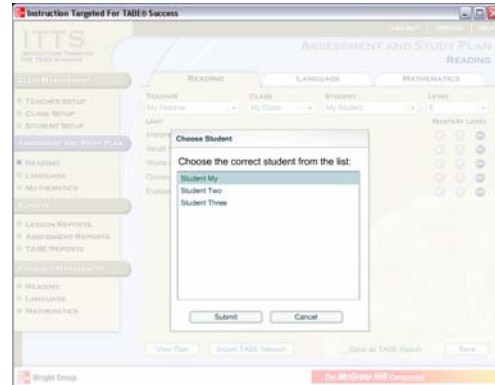 Instruction Targeted For TABE® Success
ITTS
INSTRUCTION TARGETED
FOR TABE SUCCESS
ASSESSMENT AND STUDY PLAN
READING
CLASS MANAGEMENT
TEACHER SETUP
CLASS SETUP
STUDENT SETUP
ASSESSMENT AND STUDY PLAN
READING
LANGUAGE
MATHEMATICS
REPORTS
LESSON REPORTS
ASSESSMENT REPORTS
TABE REPORTS
RESOURCE MANAGEMENT
READING
LANGUAGE
MATHEMATICS
READING LANGUAGE MATHEMATICS
TEACHER CLASS STUDENT LEVEL
My Teacher My Class My Student E
UNIT MASTERY LEVEL
Choose Student
Choose the correct student from the list:
Student My
Student Two
Student Three
Submit Cancel
View Plan Import TABE Session Save as TABE Report Save
Wright Group The McGraw-Hill Companies